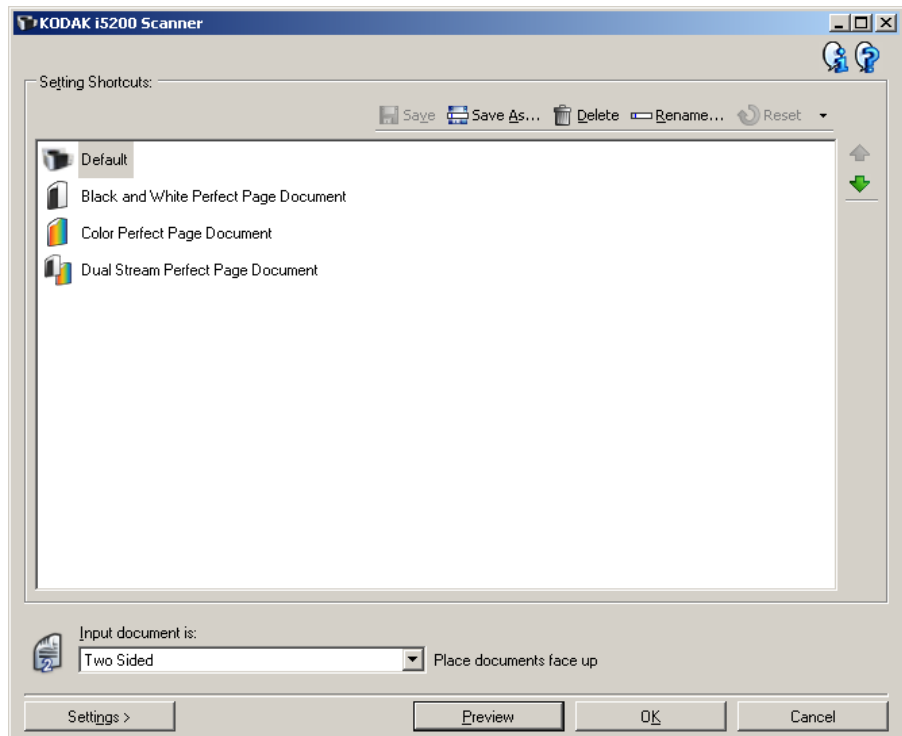 KODAK i5200 Scanner
Setting Shortcuts:
Save Save As... Delete Rename... Reset
Default
Black and White Perfect Page Document
Color Perfect Page Document
Dual Stream Perfect Page Document
Input document is:
2
Two Sided Place documents face up
Settings > Preview OK Cancel